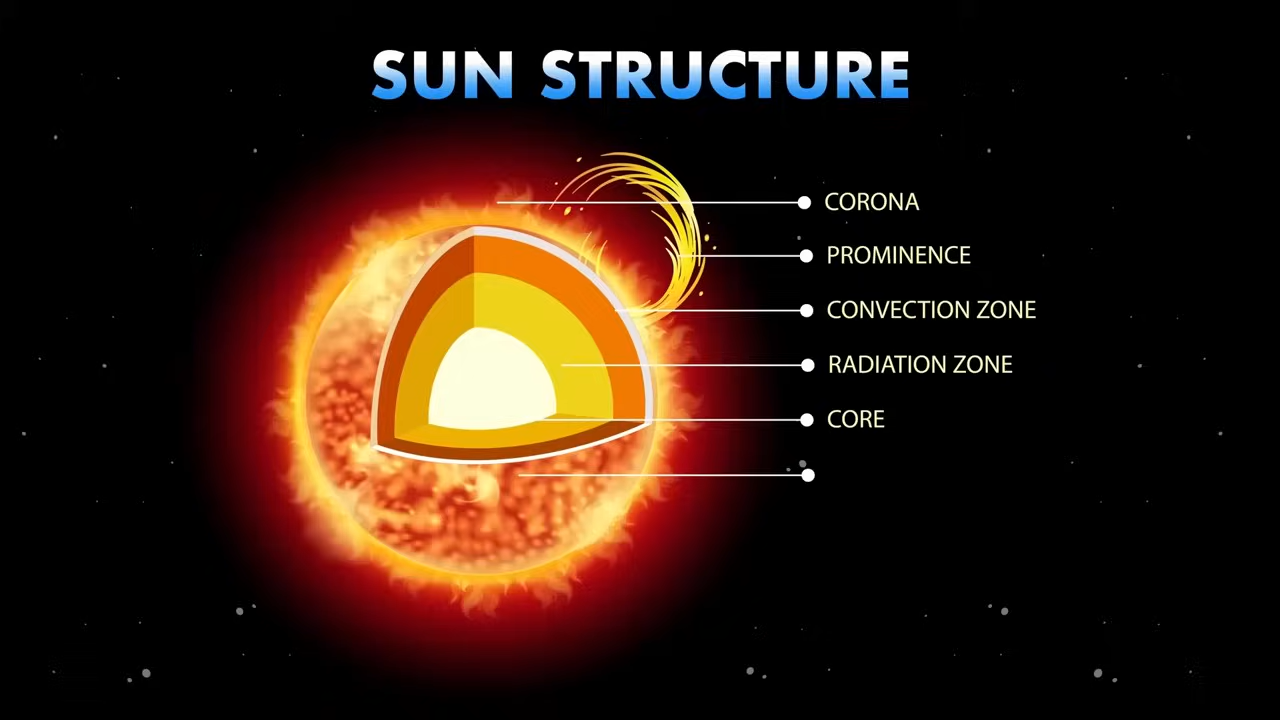 SUN STRUCTURE
CORONA
PROMINENCE
CONVECTION ZONE
RADIATION ZONE
CORE